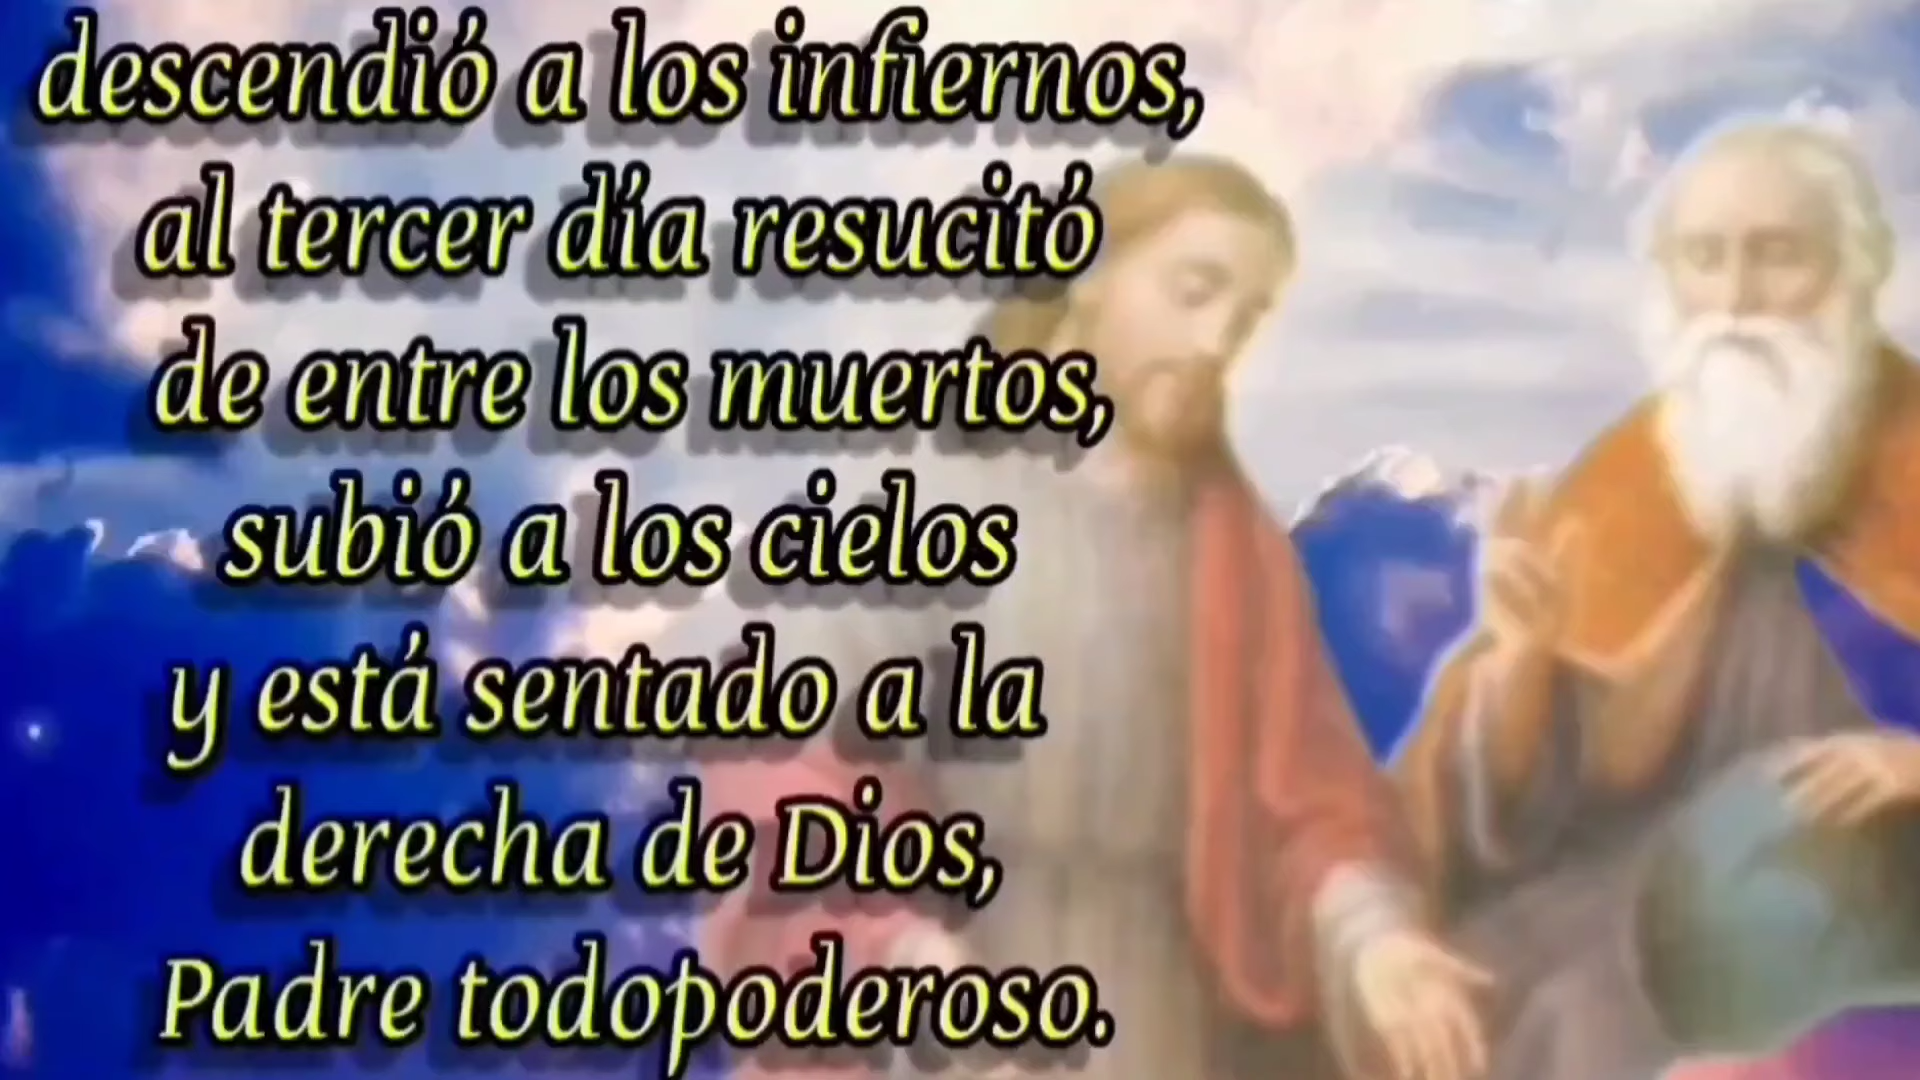 descendió a los infiernos,
al tercer día resucitó
de entre los muertos,
subió a los cielos
y está sentado a la
derecha de Dios,
Padre todopoderoso.